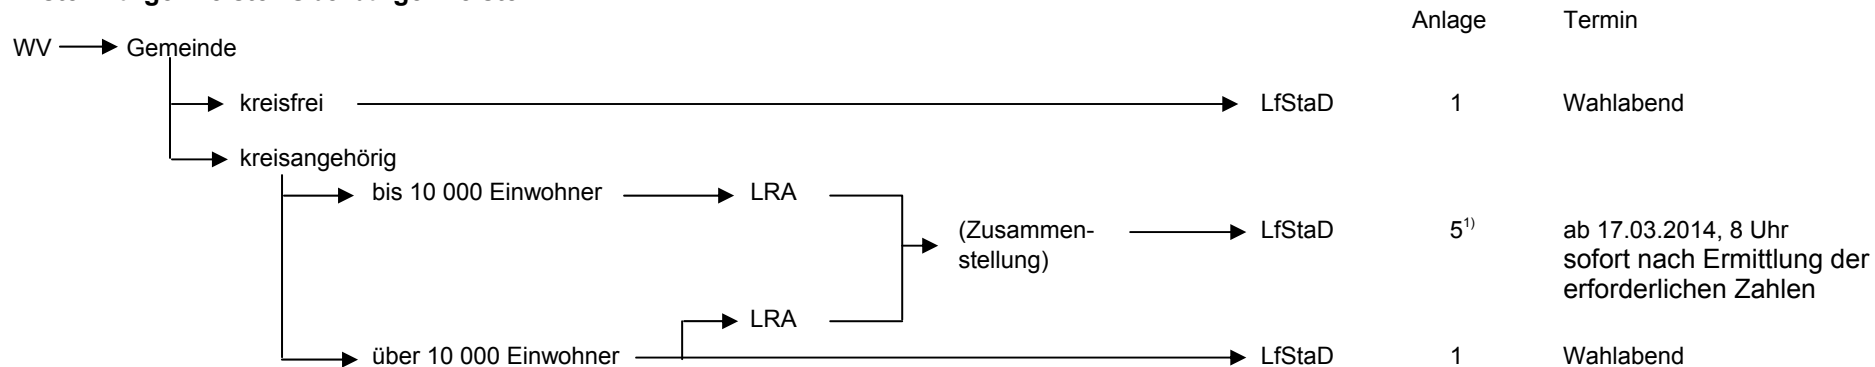 Anlage Termin
WV Gemeinde
kreisfrei LfStaD 1 Wahlabend
kreisangehörig
bis 10 000 Einwohner LRA
(Zusammen- LfStaD 5¹⁾ ab 17.03.2014, 8 Uhr
stellung) sofort nach Ermittlung der
erforderlichen Zahlen
LRA
über 10 000 Einwohner LfStaD 1 Wahlabend